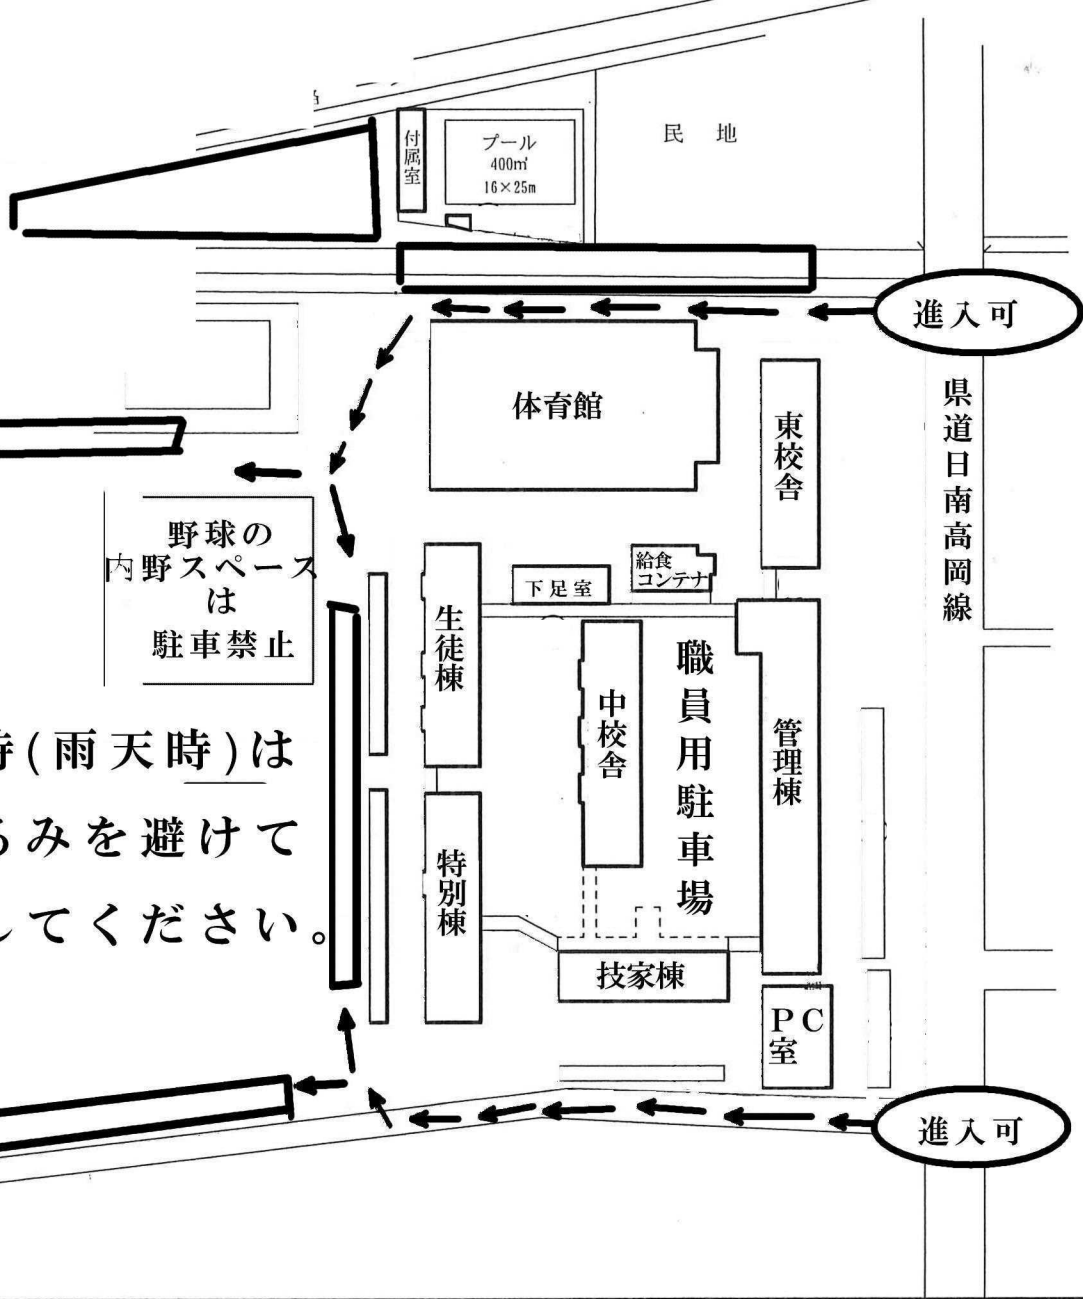 付属室
プール
400㎡
16×25m
民 地
進入可
体育館
東校舎
県道日南高岡線
野球の
内野スペース
は
駐車禁止
給食
コンテナ
下足室
生徒棟
中校舎
職員用駐車場
管理棟
時(雨天時)は
るみを避けて
してください。
特別棟
技家棟
PC
室
進入可